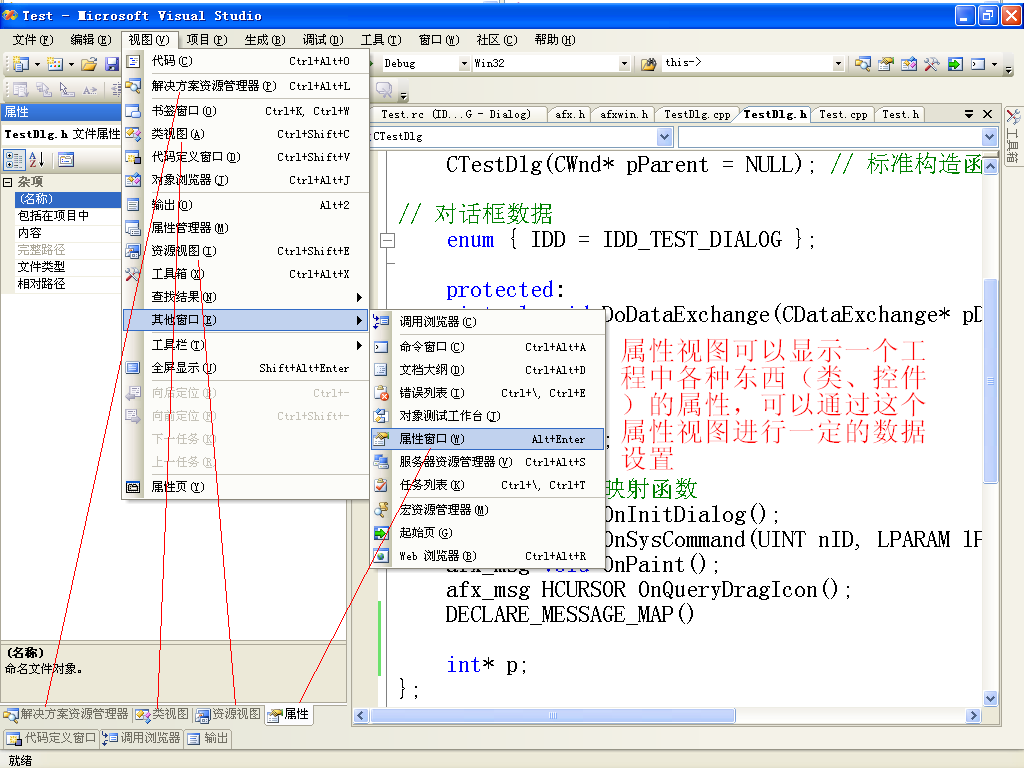 Test - Microsoft Visual Studio
文件(F) 编辑(E) 视图(V) 项目(P) 生成(B) 调试(D) 工具(T) 窗口(W) 社区(C) 帮助(H)
Debug Win32 this->
属性
TestDlg.h 文件属性
杂项
(名称)
包括在项目中
内容
完整路径
文件类型
相对路径
(名称)
命名文件对象。
代码(C) Ctrl+Alt+0
解决方案资源管理器(P) Ctrl+Alt+L
书签窗口(O) Ctrl+K, Ctrl+W
类视图(A) Ctrl+Shift+C
代码定义窗口(D) Ctrl+Shift+V
对象浏览器(J) Ctrl+Alt+J
输出(O) Alt+2
属性管理器(M)
资源视图(I) Ctrl+Shift+E
工具箱(X) Ctrl+Alt+X
查找结果(N)
其他窗口(E)
工具栏(T)
全屏显示(U) Shift+Alt+Enter
向后定位(B) Ctrl+-
向前定位(F) Ctrl+Shift+-
下一任务(X)
上一任务(R)
属性页(Y)
调用浏览器(C)
命令窗口(C) Ctrl+Alt+A
文档大纲(D) Ctrl+Alt+D
错误列表(I) Ctrl+\, Ctrl+E
对象测试工作台(I)
属性窗口(W) Alt+Enter
服务器资源管理器(V) Ctrl+Alt+S
任务列表(K) Ctrl+\, Ctrl+T
宏资源管理器(M)
起始页(G)
Web 浏览器(B) Ctrl+Alt+R
Test.rc (ID...G - Dialog) afx.h afxwin.h TestDlg.cpp TestDlg.h Test.cpp Test.h
CTestDlg
CTestDlg(CWnd* pParent = NULL); // 标准构造函
// 对话框数据
enum { IDD = IDD_TEST_DIALOG };
protected:
DoDataExchange(CDataExchange* pD
属性视图可以显示一个工
程中各种东西（类、控件
）的属性，可以通过这个
属性视图进行一定的数据
设置
;
映射函数
OnInitDialog();
OnSysCommand(UINT nID, LPARAM lP
afx_msg void OnPaint();
afx_msg HCURSOR OnQueryDragIcon();
DECLARE_MESSAGE_MAP()
int* p;
};
工具箱
解决方案资源管理器 类视图 资源视图 属性
代码定义窗口 调用浏览器 输出
就绪